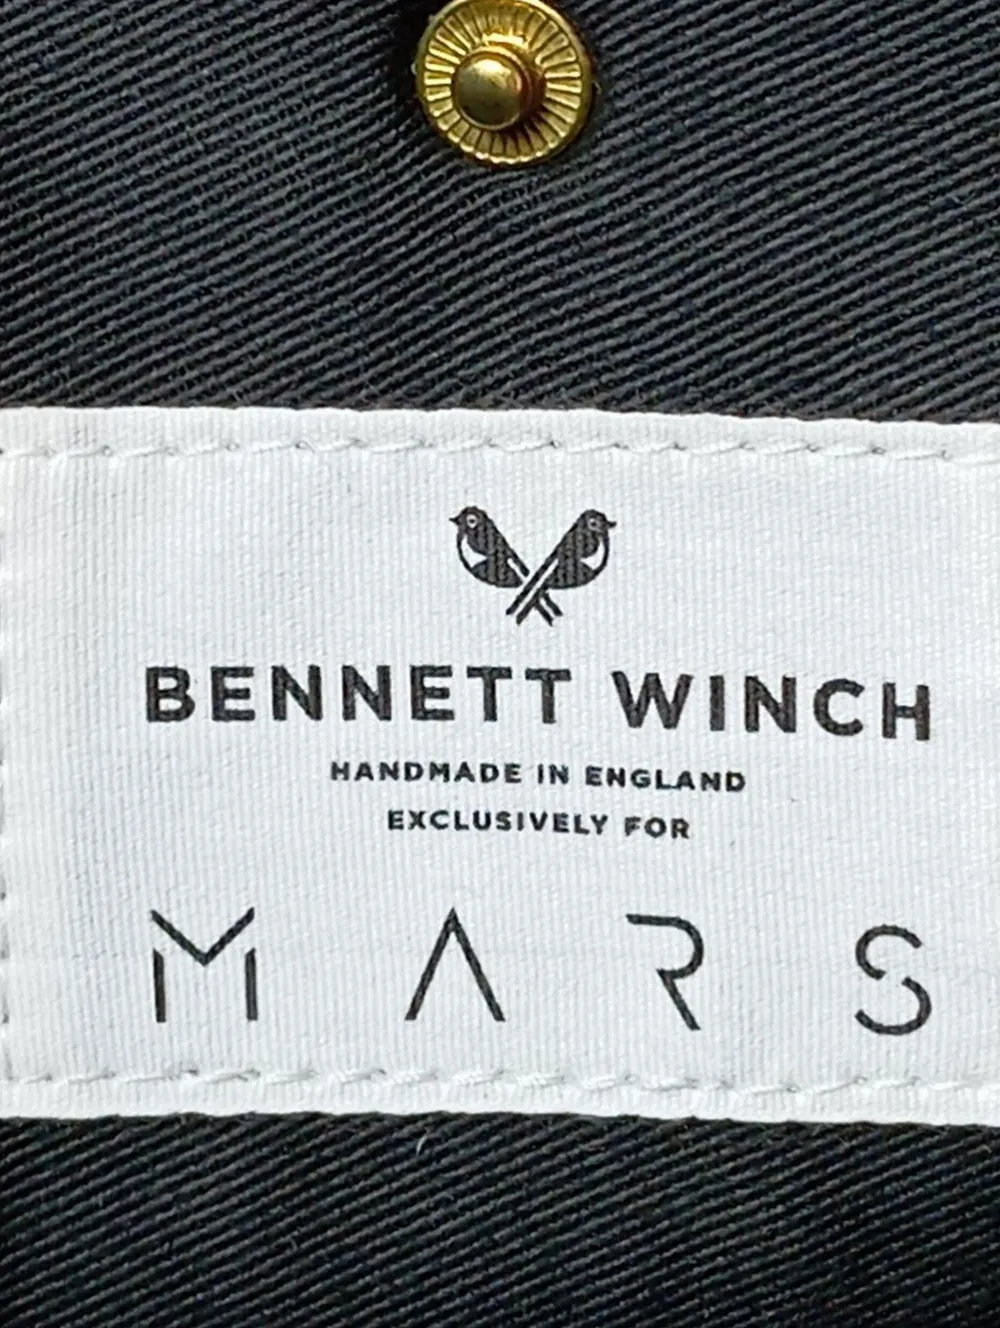 BENNETT WINCH
HANDMADE IN ENGLAND
EXCLUSIVELY FOR
MARS